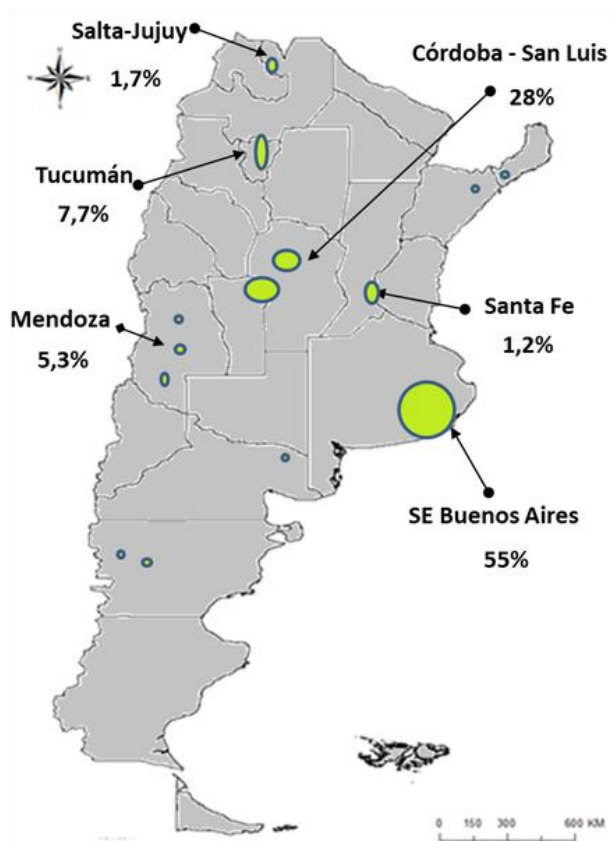 Salta-Jujuy
1,7%
Córdoba - San Luis
28%
Tucumán
7,7%
Mendoza
5,3%
Santa Fe
1,2%
SE Buenos Aires
55%
0 150 300 600 KM